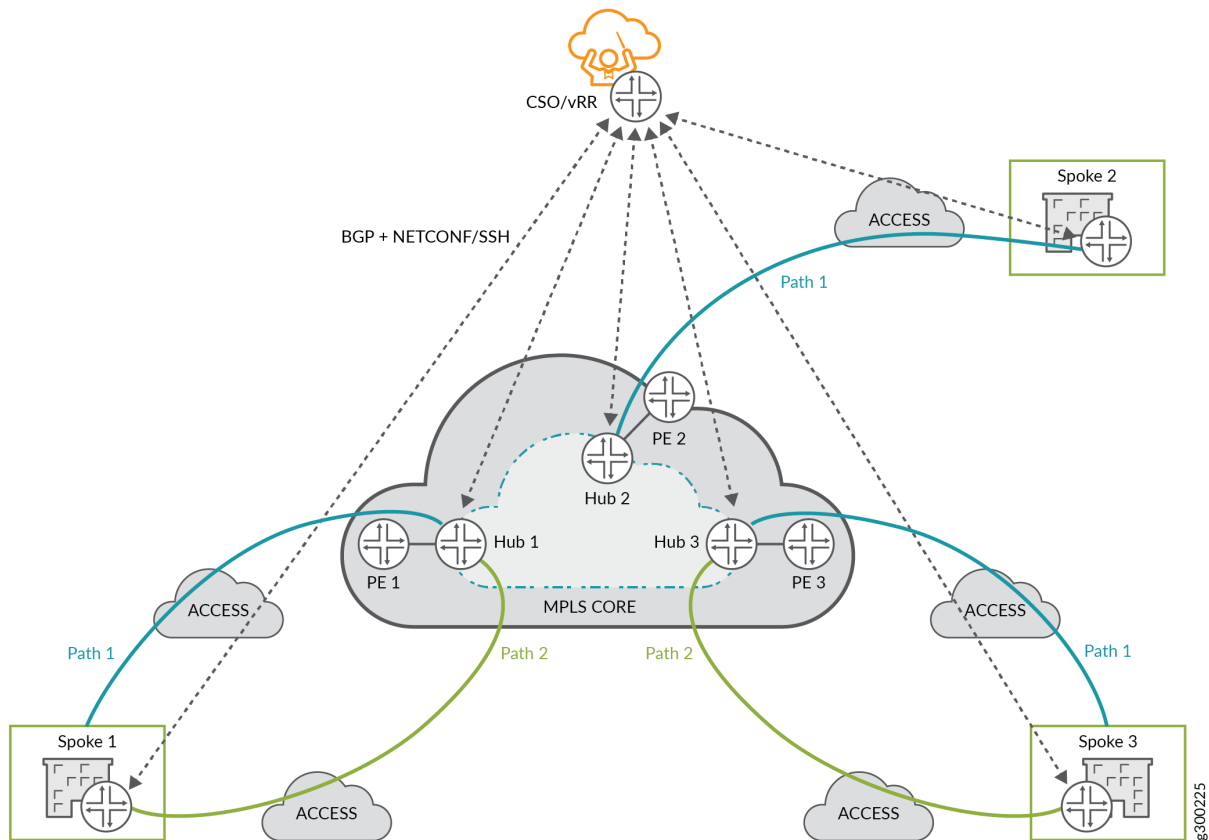 CSO/vRR
Spoke 2
ACCESS
BGP + NETCONF/SSH
Path 1
PE 2
Hub 2
Hub 1
Hub 3
PE 1
PE 3
MPLS CORE
ACCESS
ACCESS
Path 1
Path 2
Path 2
Path 1
Spoke 1
Spoke 3
ACCESS
ACCESS
g300225